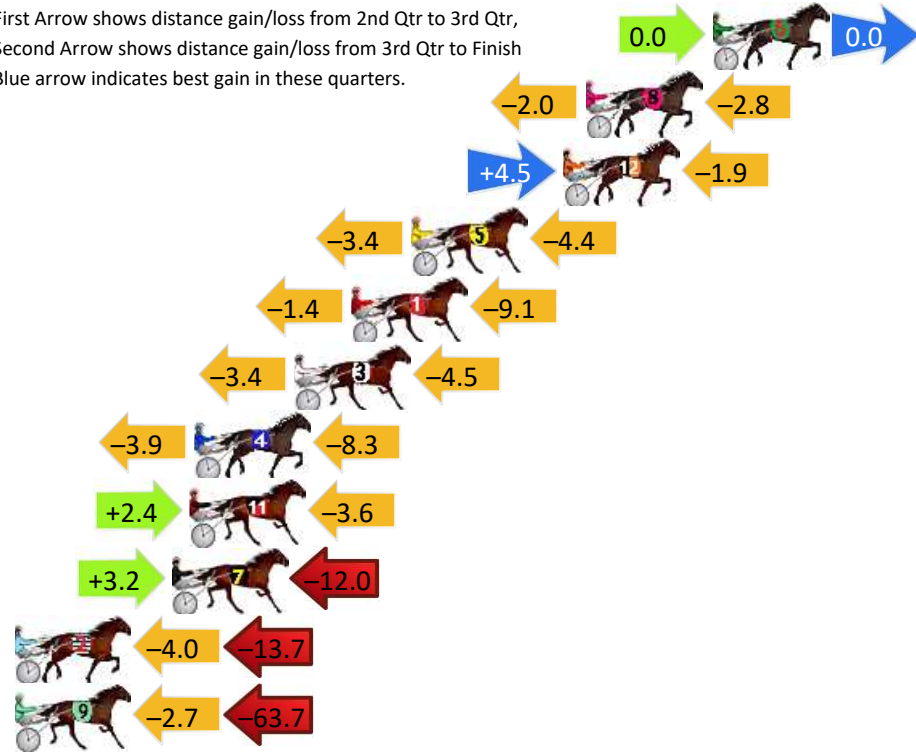 First Arrow shows distance gain/loss from 2nd Qtr to 3rd Qtr,
Second Arrow shows distance gain/loss from 3rd Qtr to Finish
Blue arrow indicates best gain in these quarters.
0.0 0.0
–2.0 8 –2.8
+4.5 12 –1.9
–3.4 5 –4.4
–1.4 1 –9.1
–3.4 3 –4.5
–3.9 4 –8.3
+2.4 11 –3.6
+3.2 7 –12.0
2 –4.0 –13.7
9 –2.7 –63.7